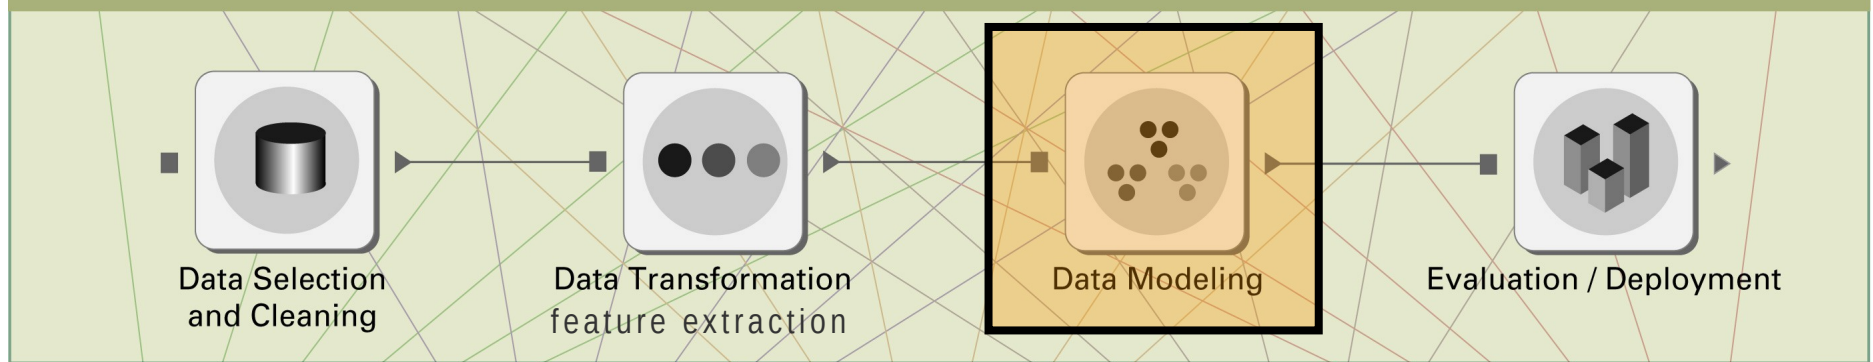 Data Selection
and Cleaning
Data Transformation
feature extraction
Data Modeling
Evaluation / Deployment